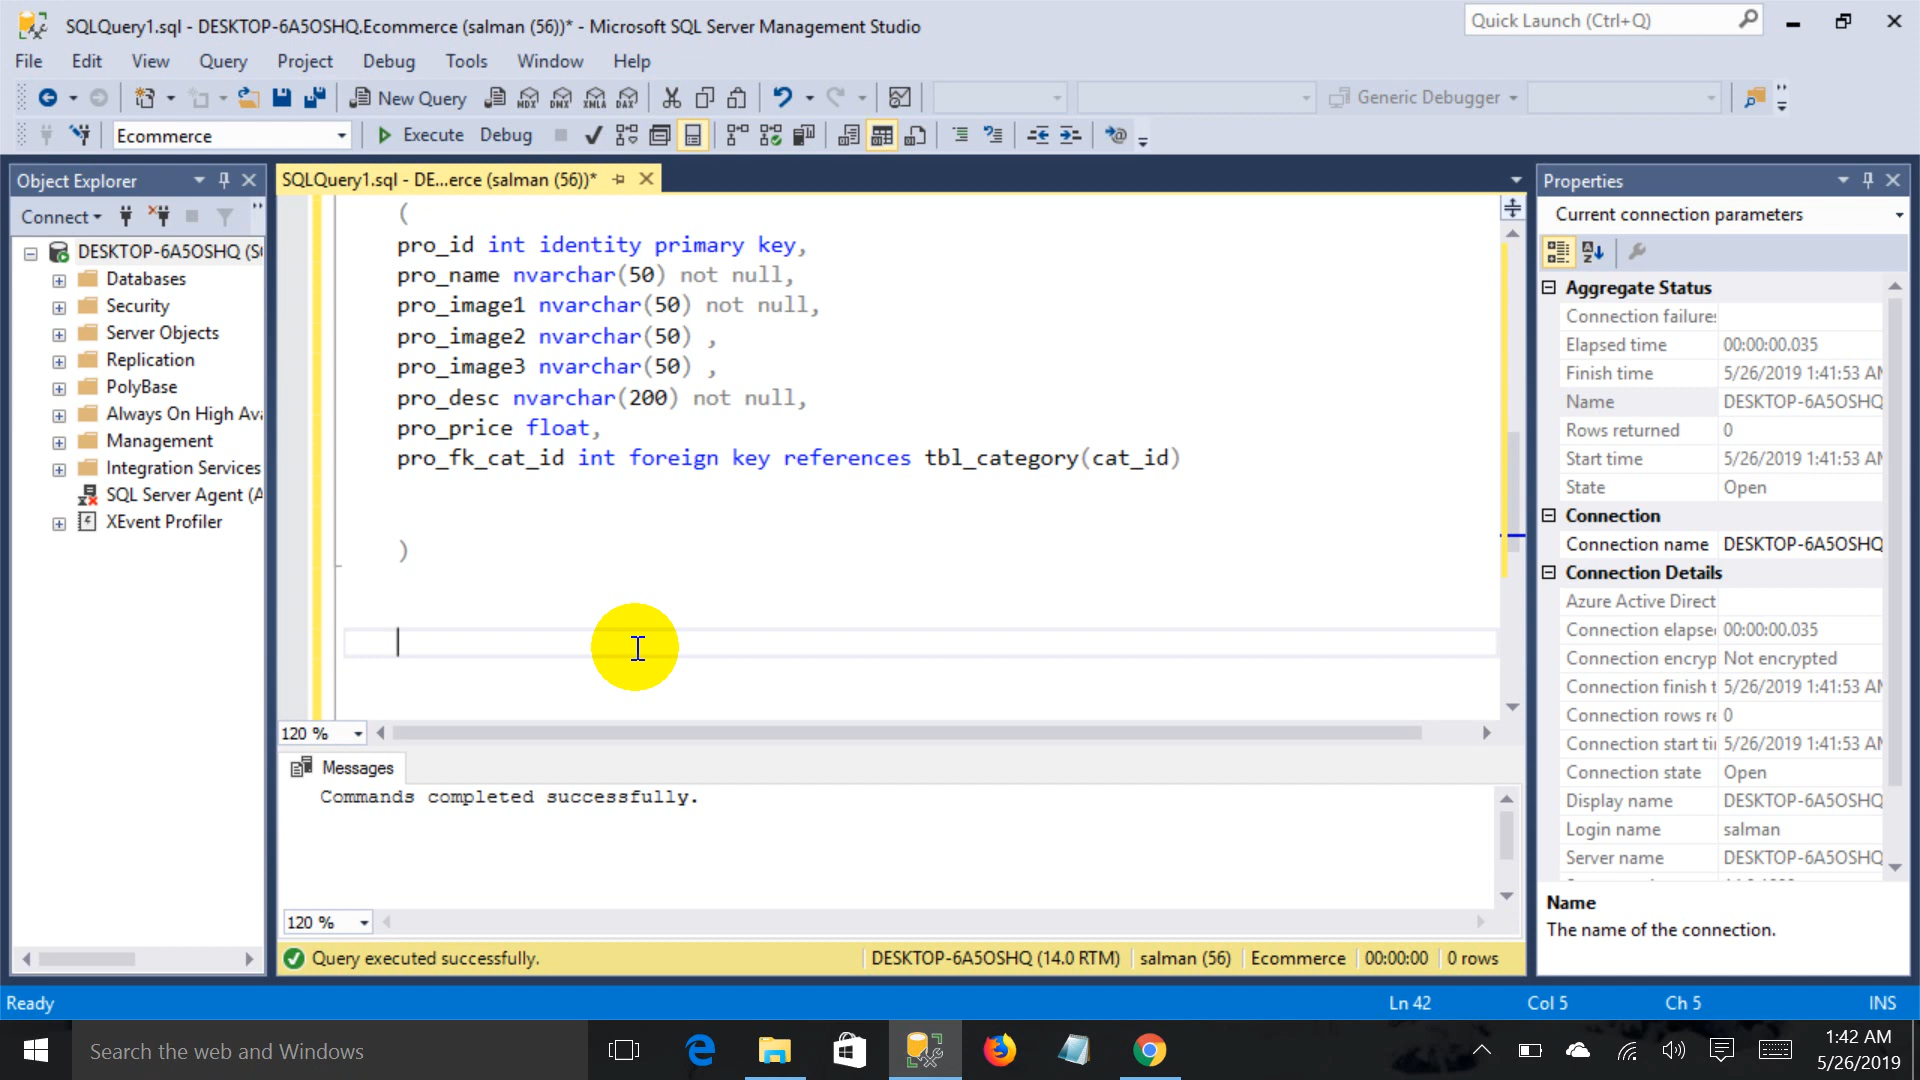 SQLQuery1.sql - DESKTOP-6A5OSHQ.Ecommerce (salman (56))* - Microsoft SQL Server Management Studio
Quick Launch (Ctrl+Q)
File Edit View Query Project Debug Tools Window Help
New Query MDX DMX XMLA DAX Generic Debugger
Ecommerce Execute Debug
Object Explorer
Connect
DESKTOP-6A5OSHQ (S
Databases
Security
Server Objects
Replication
PolyBase
Always On High Ava
Management
Integration Services
SQL Server Agent (A
XEvent Profiler
SQLQuery1.sql - DE...erce (salman (56))*
(
pro_id int identity primary key,
pro_name nvarchar(50) not null,
pro_image1 nvarchar(50) not null,
pro_image2 nvarchar(50) ,
pro_image3 nvarchar(50) ,
pro_desc nvarchar(200) not null,
pro_price float,
pro_fk_cat_id int foreign key references tbl_category(cat_id)
)
120 %
Messages
Commands completed successfully.
120 %
Query executed successfully. DESKTOP-6A5OSHQ (14.0 RTM) salman (56) Ecommerce 00:00:00 0 rows
Properties
Current connection parameters
Aggregate Status
Connection failures
Elapsed time 00:00:00.035
Finish time 5/26/2019 1:41:53 AM
Name DESKTOP-6A5OSHQ
Rows returned 0
Start time 5/26/2019 1:41:53 AM
State Open
Connection
Connection name DESKTOP-6A5OSHQ
Connection Details
Azure Active Direct
Connection elapse 00:00:00.035
Connection encryp Not encrypted
Connection finish t 5/26/2019 1:41:53 AM
Connection rows re 0
Connection start ti 5/26/2019 1:41:53 AM
Connection state Open
Display name DESKTOP-6A5OSHQ
Login name salman
Server name DESKTOP-6A5OSHQ
Name
The name of the connection.
Ready Ln 42 Col 5 Ch 5 INS
Search the web and Windows
1:42 AM
5/26/2019